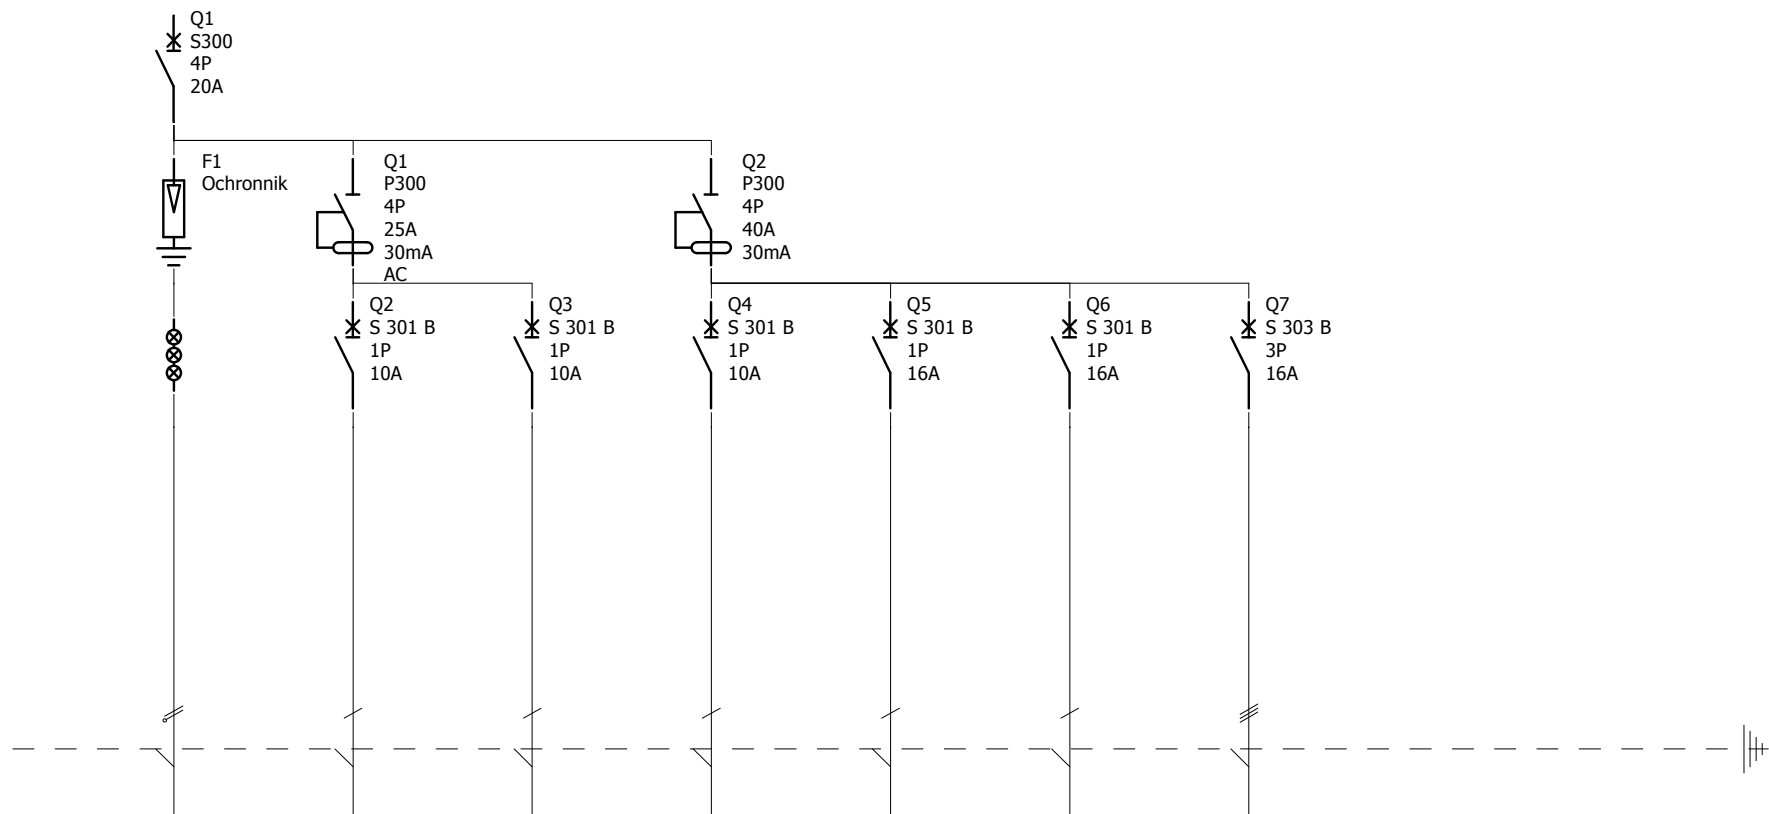 Q1
S300
4P
20A
F1
Ochronnik
Q1
P300
4P
25A
30mA
AC
Q2
P300
4P
40A
30mA
Q2
S 301 B
1P
10A
Q3
S 301 B
1P
10A
Q4
S 301 B
1P
10A
Q5
S 301 B
1P
16A
Q6
S 301 B
1P
16A
Q7
S 303 B
3P
16A